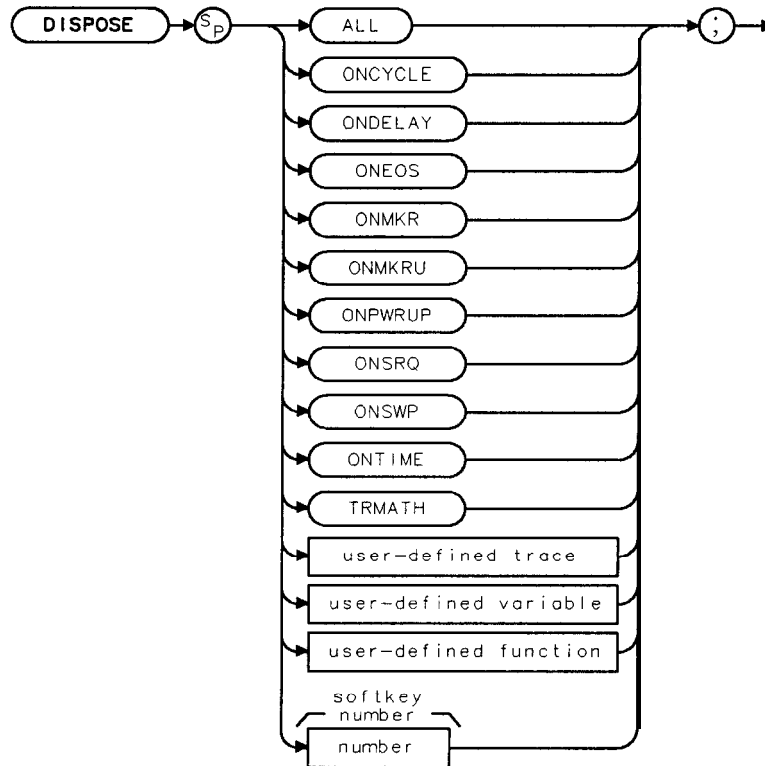 DISPOSE SP ALL ;
ONCYCLE
ONDELAY
ONEOS
ONMKR
ONMKRU
ONPWRUP
ONSRQ
ONSWP
ONTIME
TRMATH
user-defined trace
user-defined variable
user-defined function
softkey
number
number